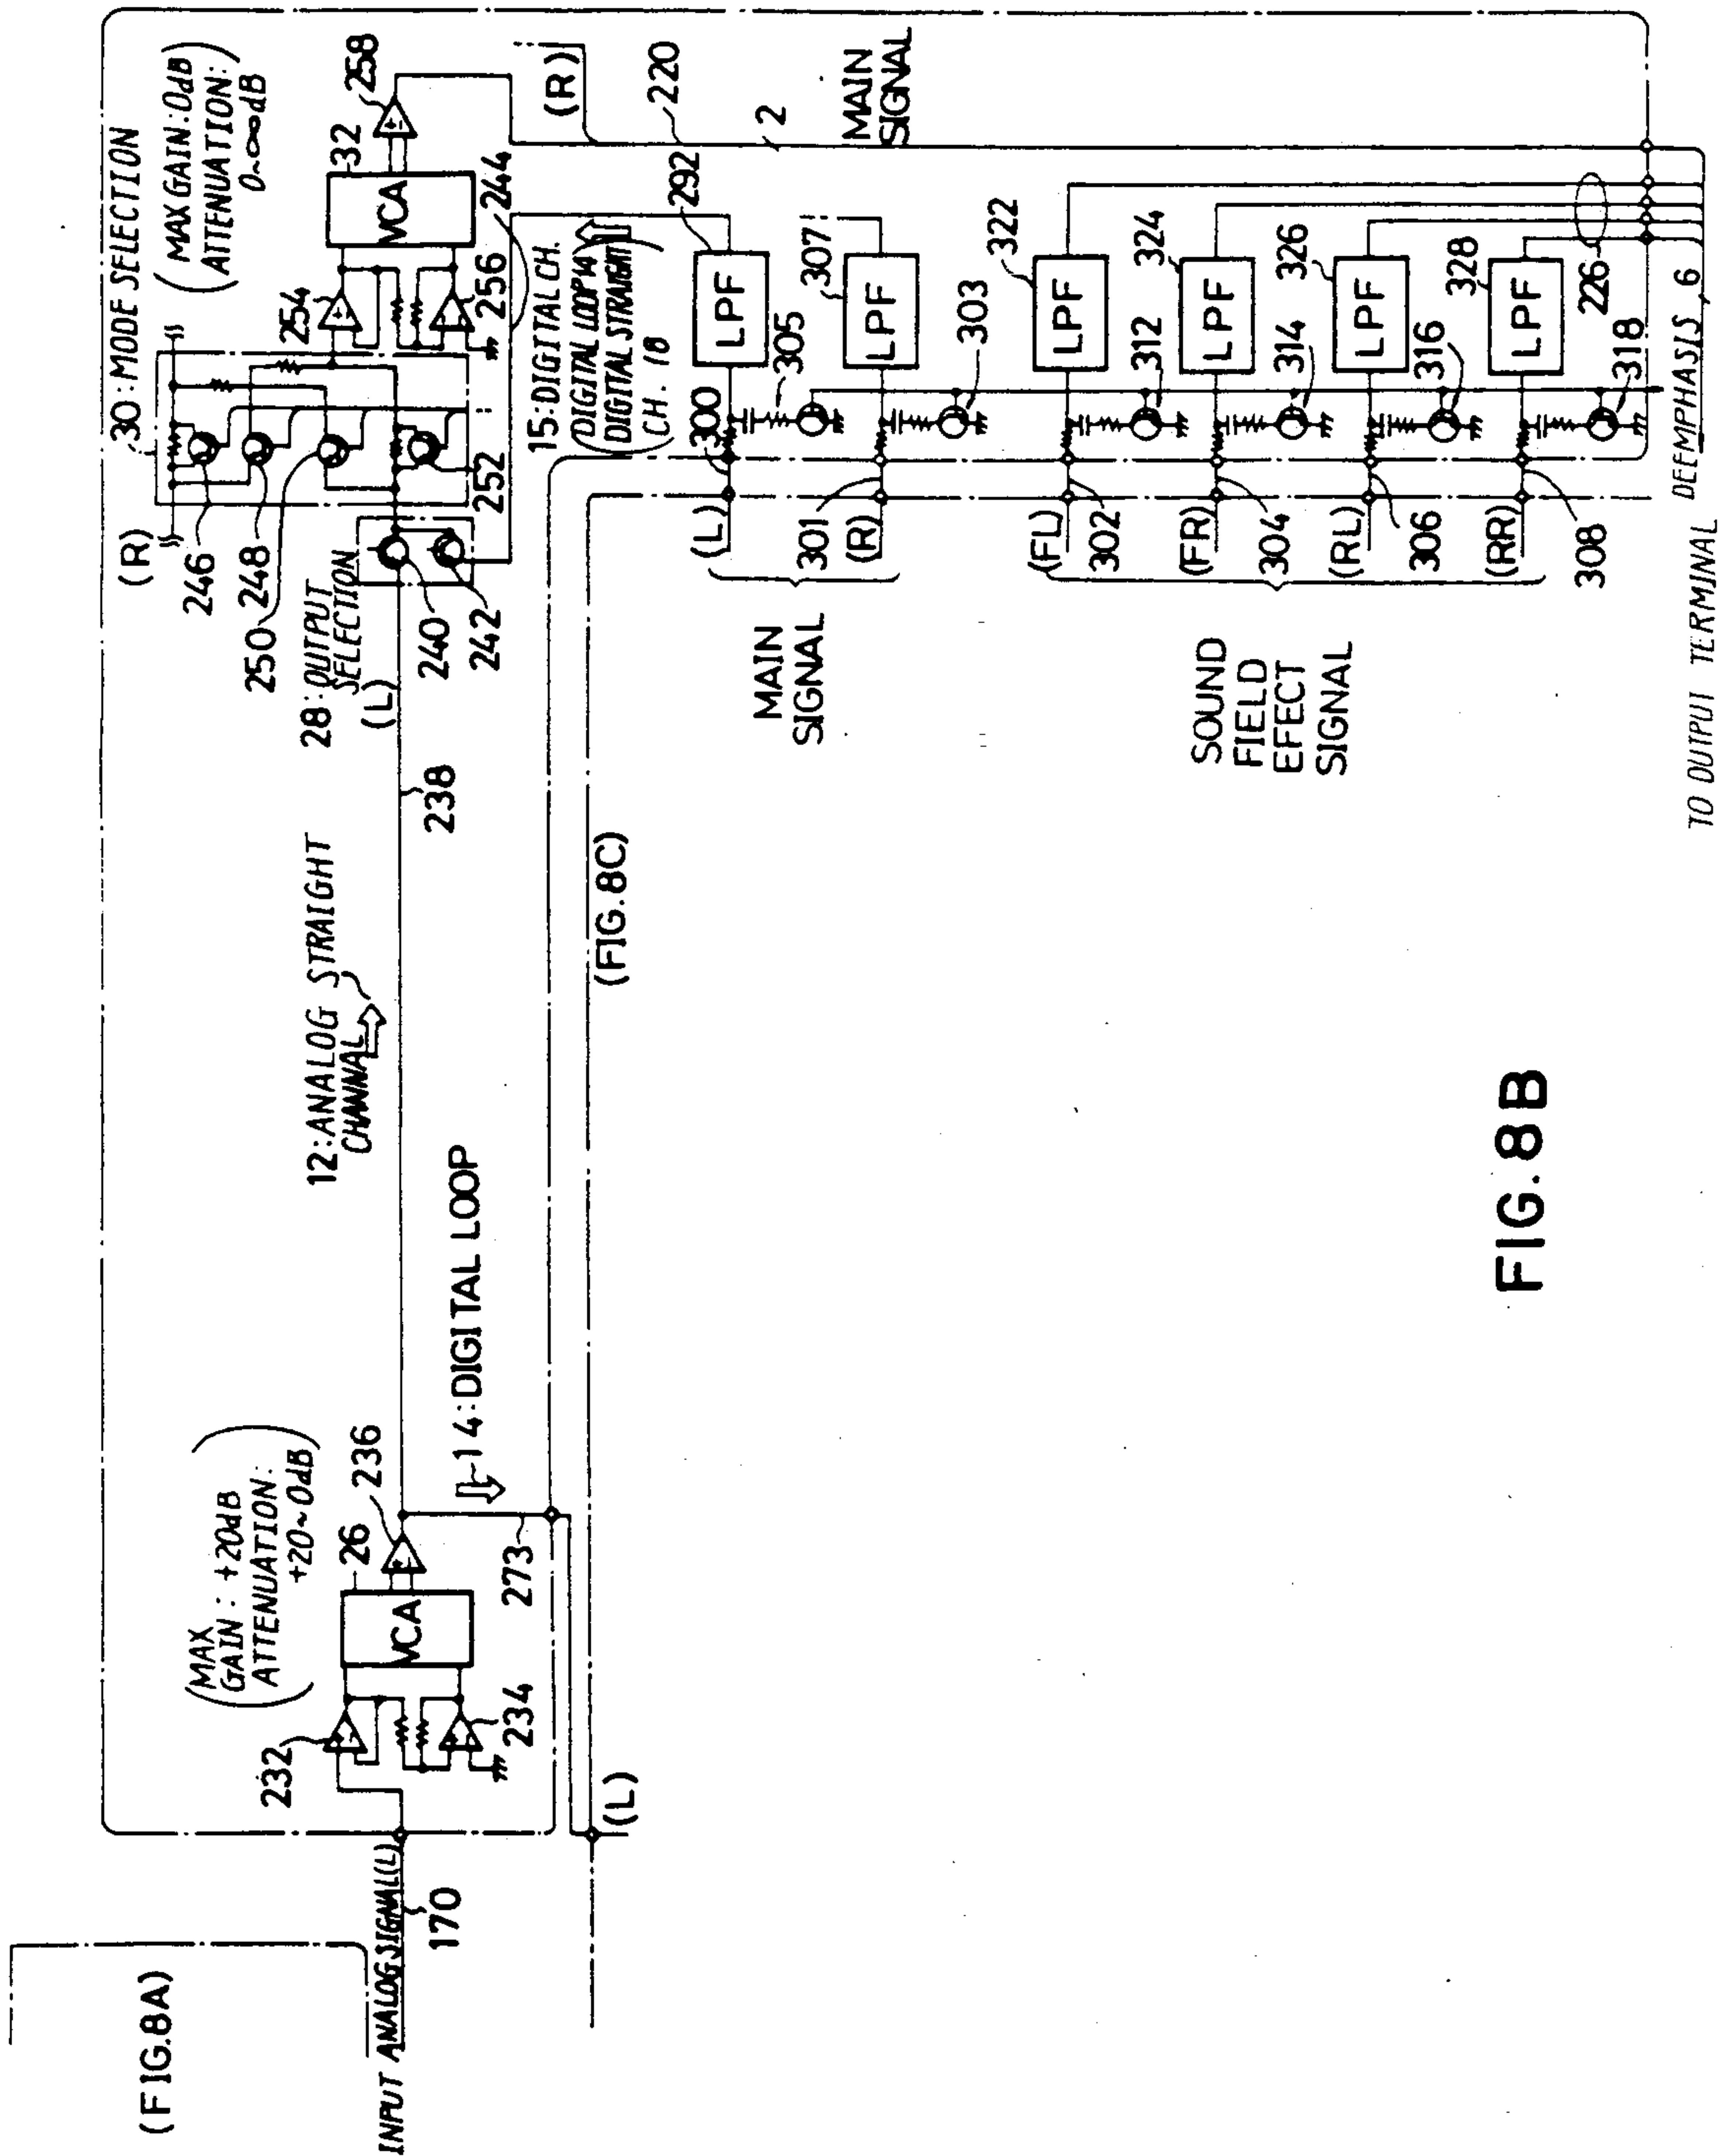 (FIG.8A)
INPUT ANALOG SIGNAL(L)
170
(MAX
GAIN : +20dB
ATTENUATION:
+20~0dB)
232
26
VCA
236
234
14:DIGITAL LOOP
273
(L)
12:ANALOG STRAIGHT
CHANNAL
238
(FIG.8C)
28:OUTPUT
SELECTION
(L)
240
242
(R)
246
248
250
252
30:MODE SELECTION
(MAX GAIN:0dB
ATTENUATION:
0~∞dB)
254
32
VCA
258
256
244
15:DIGITAL CH.
(DIGITAL LOOP 14
DIGITAL STRAIGHT
CH. 18
(R)
220
2
MAIN
SIGNAL
292
300
(L)
LPF
305
301
(R)
307
LPF
303
MAIN
SIGNAL
322
(FL)
LPF
302
312
324
(FR)
LPF
304
314
326
(RL)
LPF
306
316
328
(RR)
LPF
308
318
226
SOUND
FIELD
EFFECT
SIGNAL
DEEMPHASIS
6
TO OUTPUT TERMINAL
FIG.8B